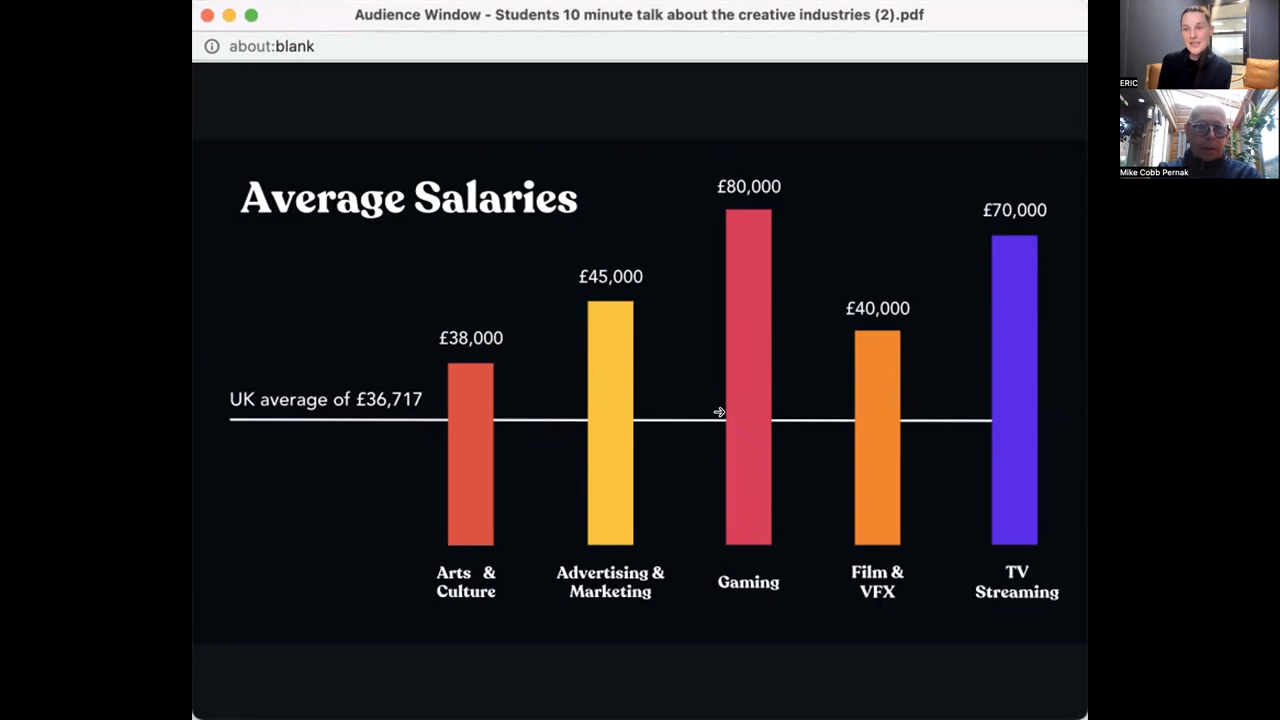 Audience Window - Students 10 minute talk about the creative industries (2).pdf
about:blank
ERIC
Mike Cobb Pernak
Average Salaries
£80,000
£70,000
£45,000
£40,000
£38,000
UK average of £36,717
Arts & Culture
Advertising & Marketing
Gaming
Film & VFX
TV Streaming